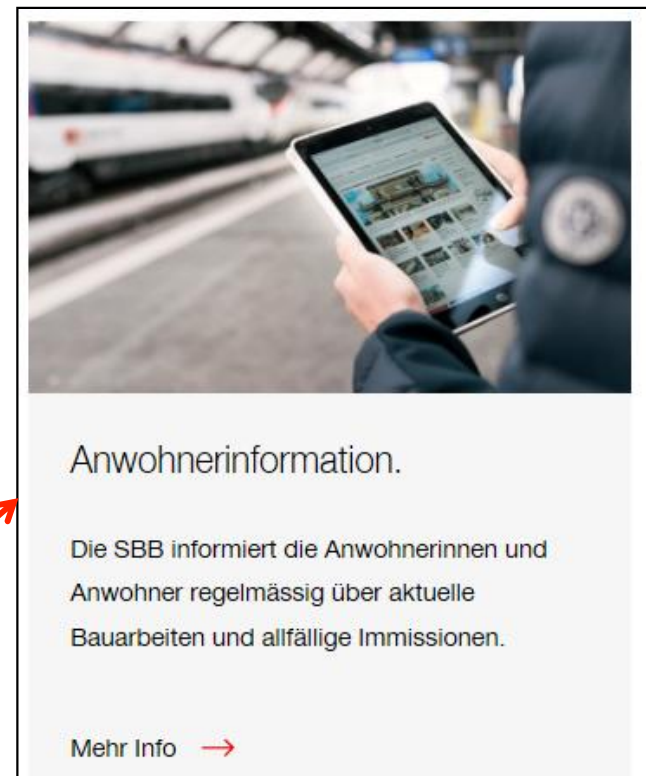 Anwohnerinformation.
Die SBB informiert die Anwohnerinnen und
Anwohner regelmässig über aktuelle
Bauarbeiten und allfällige Immissionen.
Mehr Info →